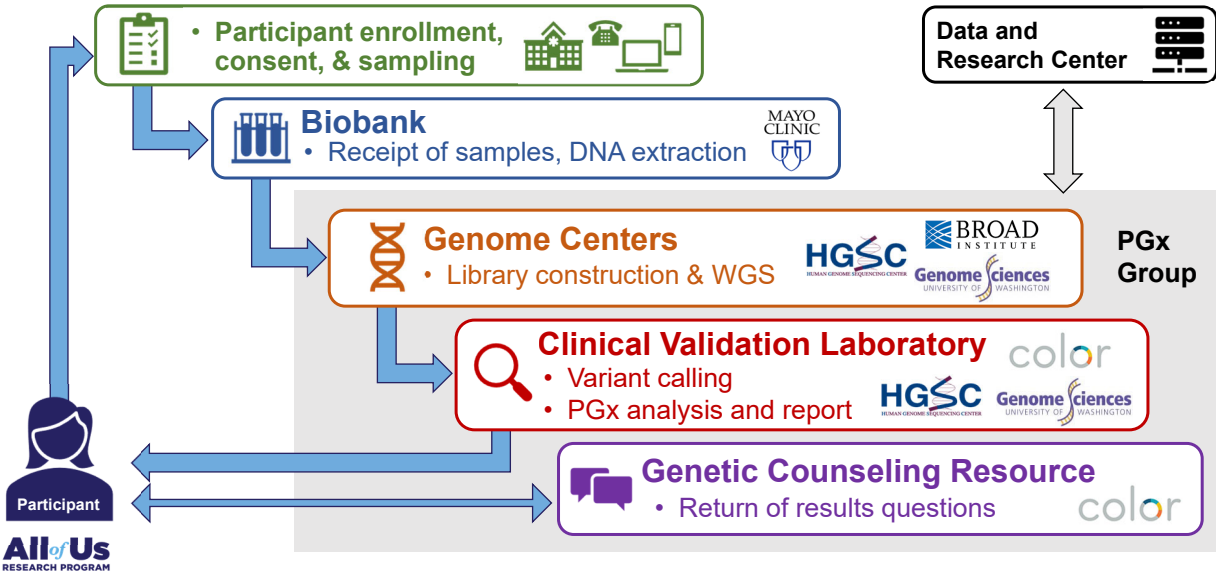 • Participant enrollment,
consent, & sampling
Data and
Research Center
Biobank
• Receipt of samples, DNA extraction
MAYO
CLINIC
Genome Centers
• Library construction & WGS
HGSC
HUMAN GENOME SEQUENCING CENTER
BROAD
INSTITUTE
Genome Sciences
UNIVERSITY OF WASHINGTON
PGx
Group
Clinical Validation Laboratory
• Variant calling
• PGx analysis and report
color
HGSC
HUMAN GENOME SEQUENCING CENTER
Genome Sciences
UNIVERSITY OF WASHINGTON
Genetic Counseling Resource
• Return of results questions
color
Participant
All of Us
RESEARCH PROGRAM